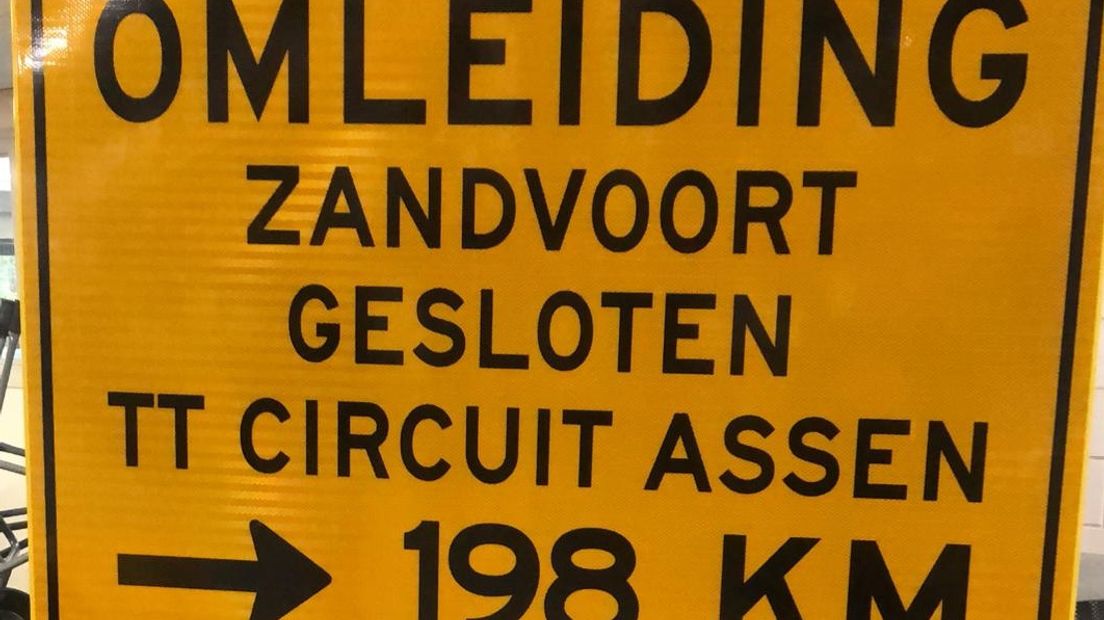 OMLEIDING
ZANDVOORT
GESLOTEN
TT CIRCUIT ASSEN
→ 198 KM